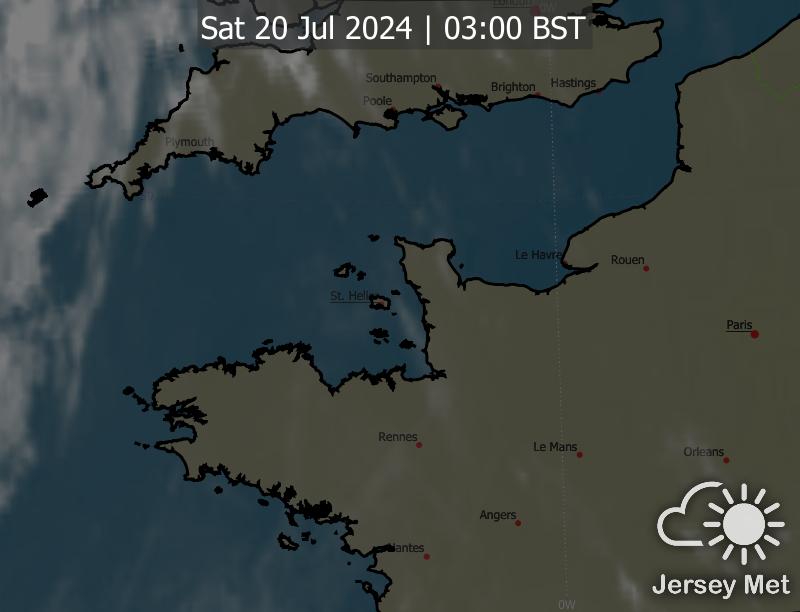 London
0W
Sat 20 Jul 2024 | 03:00 BST
Southampton
Brighton
Hastings
Poole
Plymouth
Le Havre
Rouen
St. Helier
Paris
Rennes
Le Mans
Orleans
Angers
Nantes
0W
Jersey Met